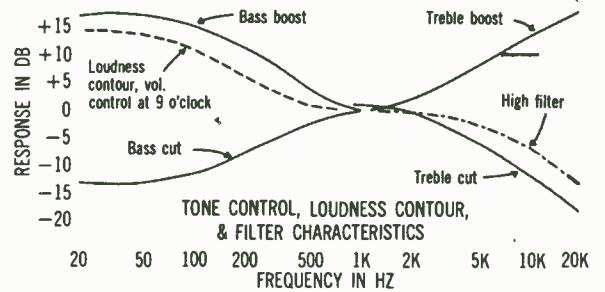 Bass boost
Treble boost
+15
+10
+5
0
−5
−10
−15
−20
RESPONSE IN DB
Loudness
contour, vol.
control at 9 o'clock
High filter
Bass cut
Treble cut
TONE CONTROL, LOUDNESS CONTOUR,
& FILTER CHARACTERISTICS
20 50 100 200 500 1K 2K 5K 10K 20K
FREQUENCY IN HZ